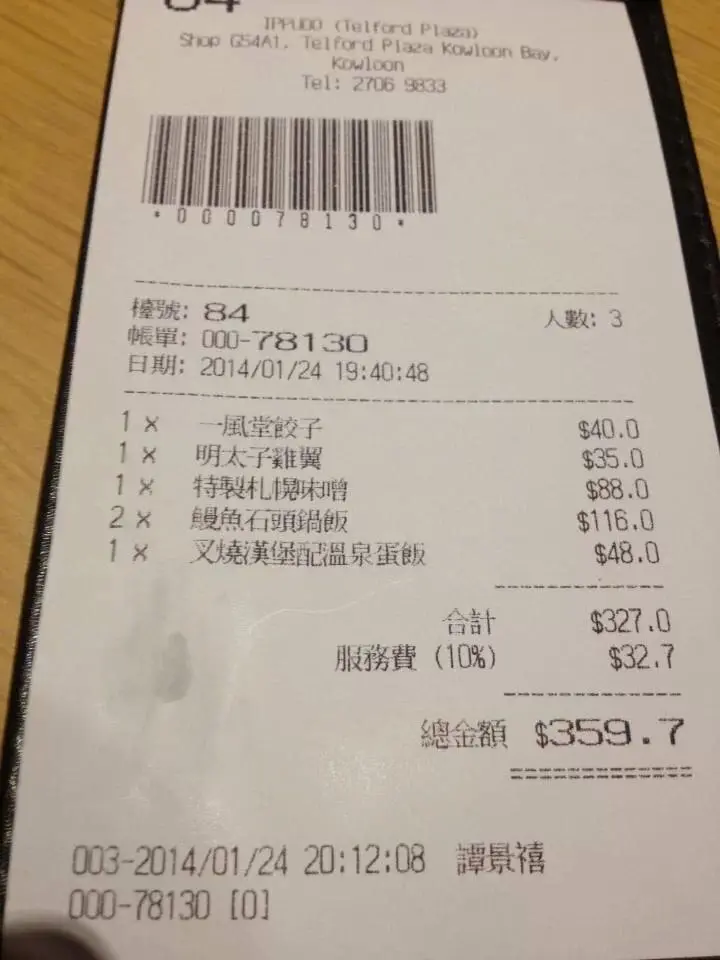 84
IPPUDO (Telford Plaza)
Shop G54A1, Telford Plaza Kowloon Bay,
Kowloon
Tel: 2706 9833
*000078130*
檯號: 84 人數: 3
帳單: 000-78130
日期: 2014/01/24 19:40:48
1 x 一風堂餃子 $40.0
1 x 明太子雞翼 $35.0
1 x 特製札幌味噌 $88.0
2 x 鰻魚石頭鍋飯 $116.0
1 x 叉燒漢堡配溫泉蛋飯 $48.0
合計 $327.0
服務費 (10%) $32.7
總金額 $359.7
003-2014/01/24 20:12:08 譚景禧
000-78130 [0]